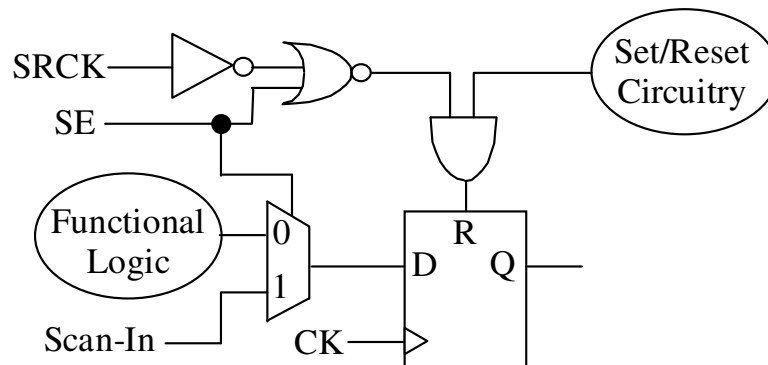 SRCK
Set/Reset
Circuitry
SE
Functional
Logic
0
1
R
D
Q
Scan-In
CK